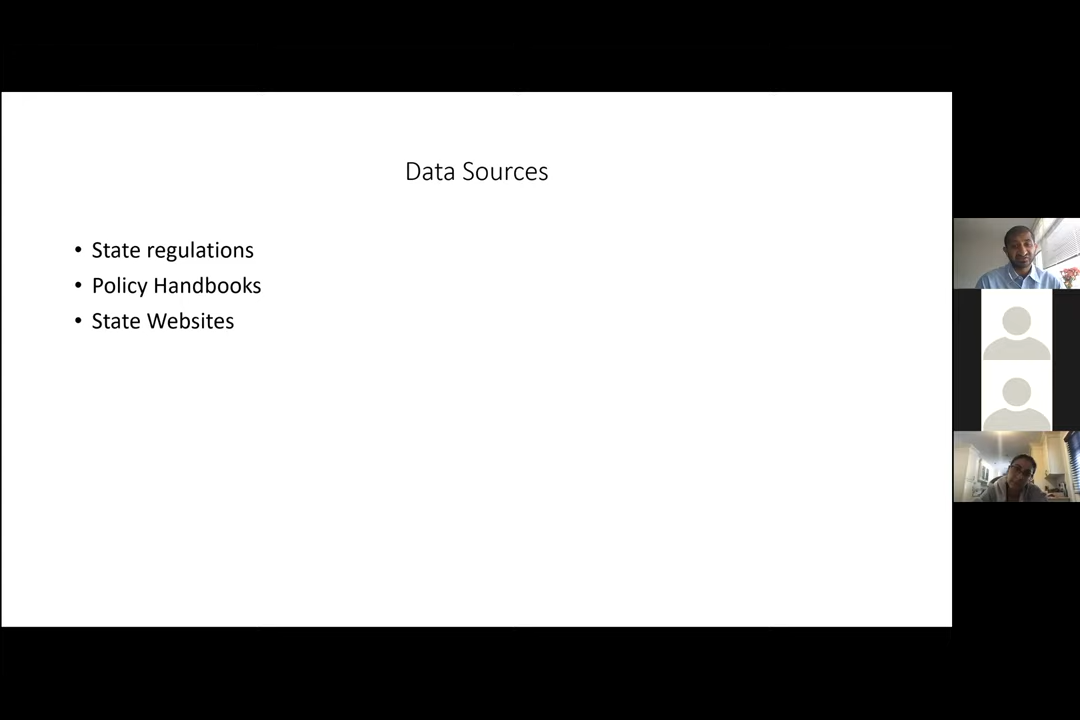 Data Sources
• State regulations
• Policy Handbooks
• State Websites